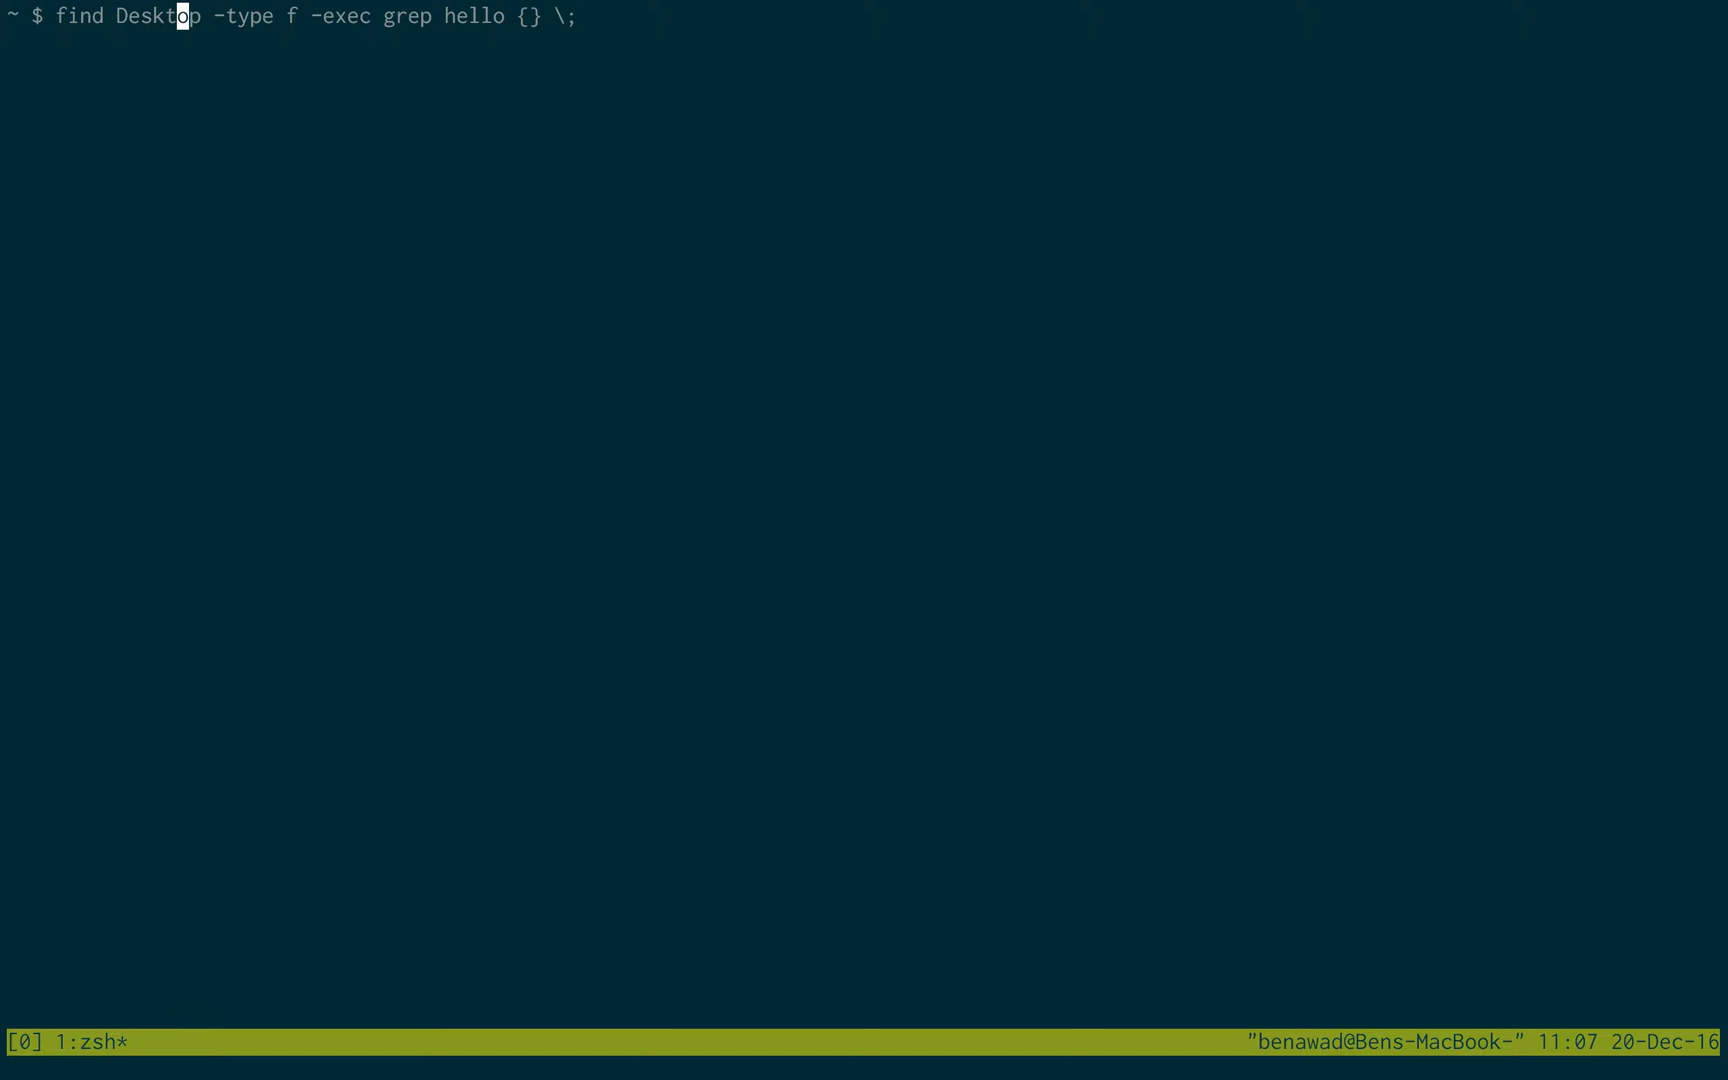 ~ $ find Desktop -type f -exec grep hello {} \;
[0] 1:zsh* "benawad@Bens-MacBook-" 11:07 20-Dec-16